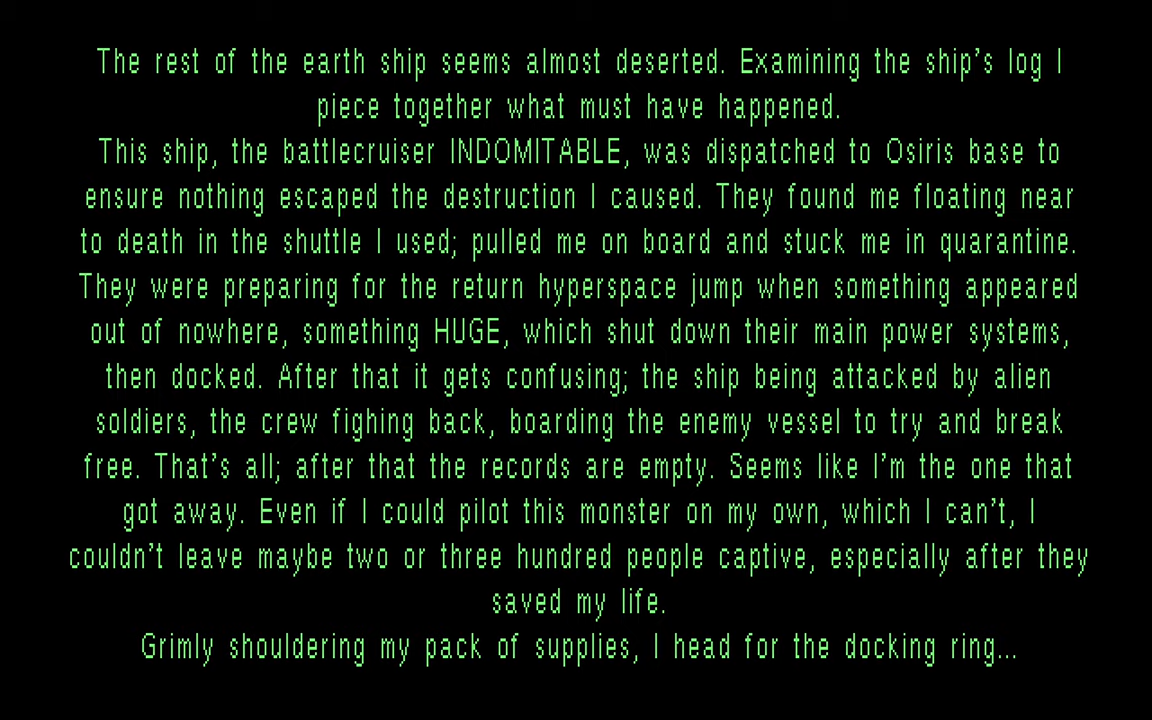 The rest of the earth ship seems almost deserted. Examining the ship's log I
piece together what must have happened.
This ship, the battlecruiser INDOMITABLE, was dispatched to Osiris base to
ensure nothing escaped the destruction I caused. They found me floating near
to death in the shuttle I used; pulled me on board and stuck me in quarantine.
They were preparing for the return hyperspace jump when something appeared
out of nowhere, something HUGE, which shut down their main power systems,
then docked. After that it gets confusing; the ship being attacked by alien
soldiers, the crew fighing back, boarding the enemy vessel to try and break
free. That's all; after that the records are empty. Seems like I'm the one that
got away. Even if I could pilot this monster on my own, which I can't, I
couldn't leave maybe two or three hundred people captive, especially after they
saved my life.
Grimly shouldering my pack of supplies, I head for the docking ring...